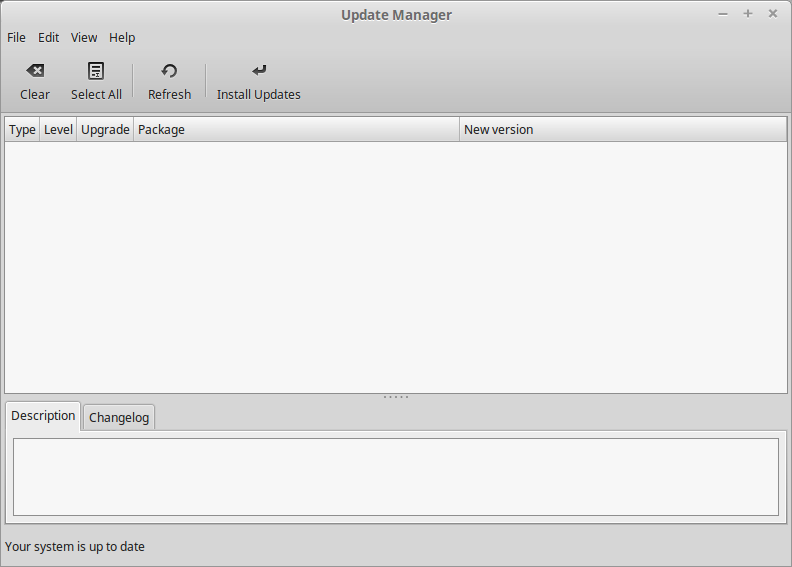 Update Manager
File Edit View Help
Clear Select All Refresh Install Updates
Type Level Upgrade Package New version
Description Changelog
Your system is up to date